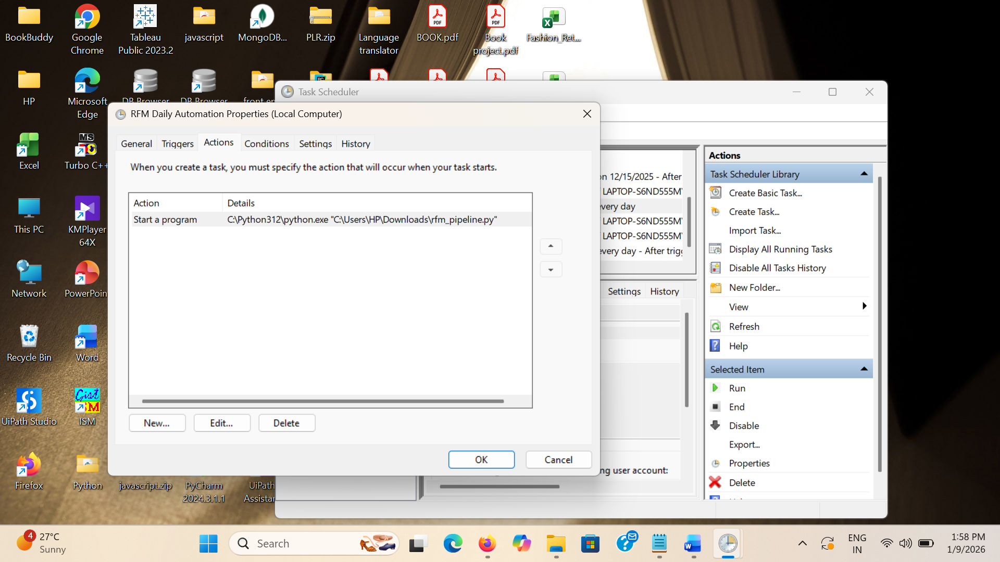 BookBuddy
Google
Chrome
Tableau
Public 2023.2
javascript
MongoDB...
PLR.zip
Language
translator
BOOK.pdf
Book
project.pdf
Fashion_Ret...
HP
Microsoft
Edge
DB Browser
DB Browser
front en
Excel
Turbo C++
This PC
KMPlayer
64X
Network
PowerPoin
Recycle Bin
Word
UiPath Studio
ISM
Firefox
Python
javascript.zip
PyCharm
2024.3.1.1
UiPath
Assistan
Task Scheduler
RFM Daily Automation Properties (Local Computer)
General
Triggers
Actions
Conditions
Settings
History
When you create a task, you must specify the action that will occur when your task starts.
Action
Details
Start a program
C:\Python312\python.exe "C:\Users\HP\Downloads\rfm_pipeline.py"
New...
Edit...
Delete
OK
Cancel
on 12/15/2025 - After
LAPTOP-S6ND555M
every day
LAPTOP-S6ND555M
LAPTOP-S6ND555M
every day - After trigg
Settings
History
ng user account:
Actions
Task Scheduler Library
Create Basic Task...
Create Task...
Import Task...
Display All Running Tasks
Disable All Tasks History
New Folder...
View
Refresh
Help
Selected Item
Run
End
Disable
Export...
Properties
Delete
4
27°C
Sunny
Search
ENG
IN
1:58 PM
1/9/2026